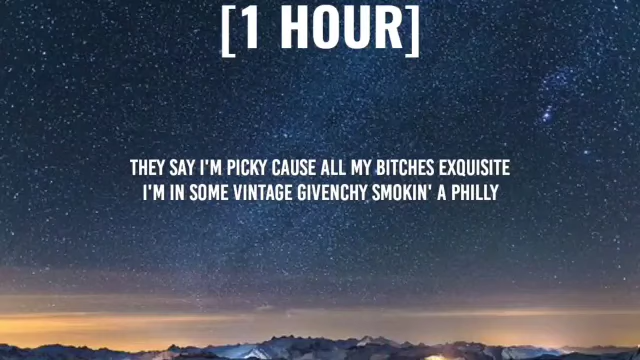 [1 HOUR]
THEY SAY I'M PICKY CAUSE ALL MY BITCHES EXQUISITE
I'M IN SOME VINTAGE GIVENCHY SMOKIN' A PHILLY